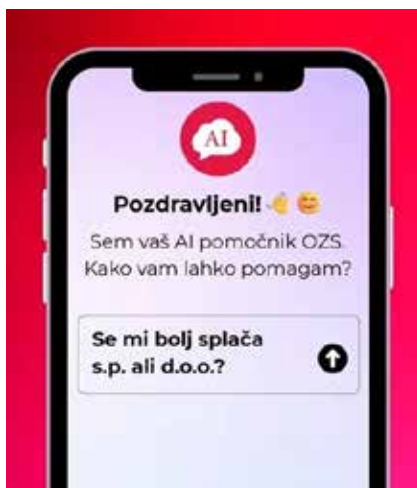 AI
Pozdravljeni! 👋 😊
Sem vaš AI pomočnik OZS.
Kako vam lahko pomagam?
Se mi bolj splača
s.p. ali d.o.o.?